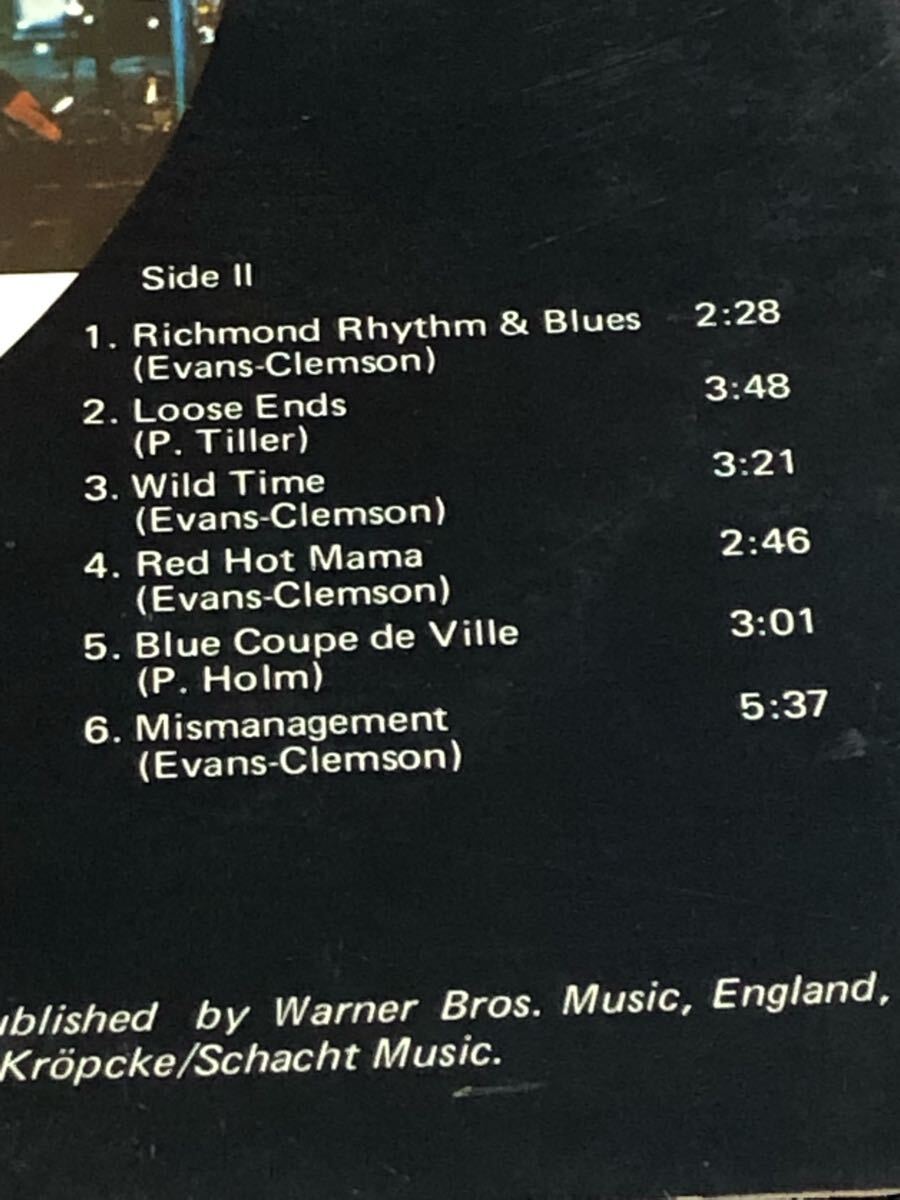 Side II
1. Richmond Rhythm & Blues 2:28
(Evans-Clemson)
2. Loose Ends 3:48
(P. Tiller)
3. Wild Time 3:21
(Evans-Clemson)
4. Red Hot Mama 2:46
(Evans-Clemson)
5. Blue Coupe de Ville 3:01
(P. Holm)
6. Mismanagement 5:37
(Evans-Clemson)
ublished by Warner Bros. Music, England,
Kröpcke/Schacht Music.